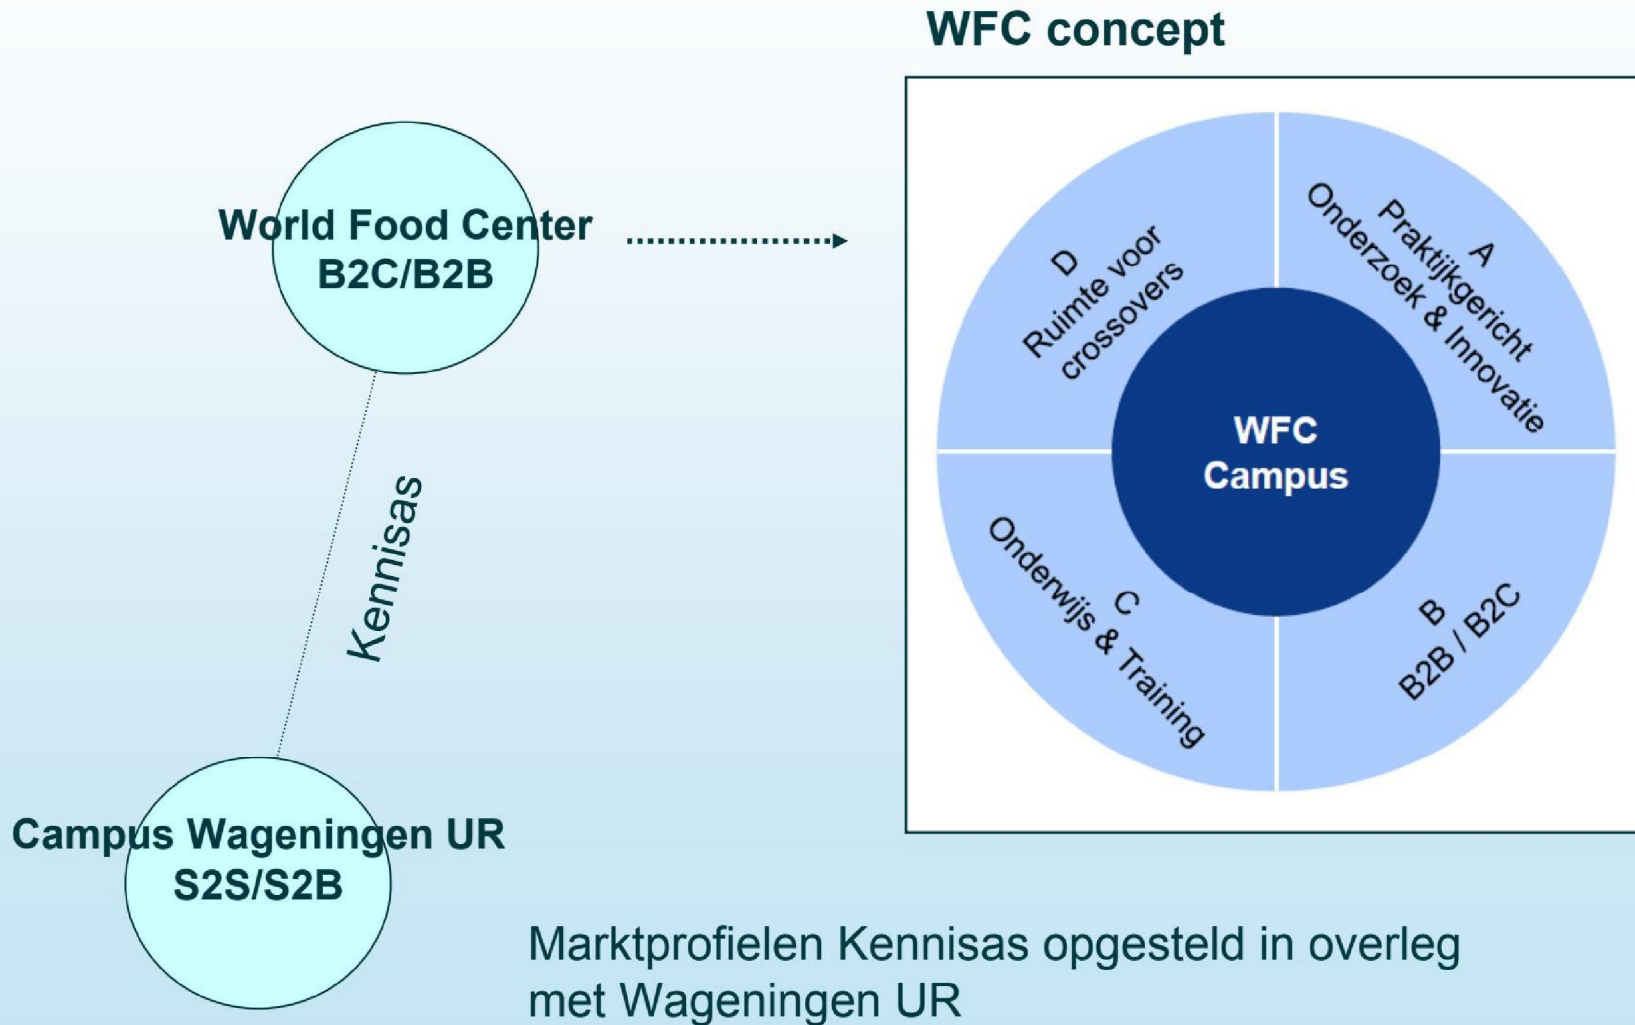 WFC concept
World Food Center
B2C/B2B
Kennisas
Campus Wageningen UR
S2S/S2B
D
Ruimte voor
crossovers
A
Praktijkgericht
Onderzoek & Innovatie
WFC
Campus
C
Onderwijs & Training
B
B2B / B2C
Marktprofielen Kennisas opgesteld in overleg
met Wageningen UR